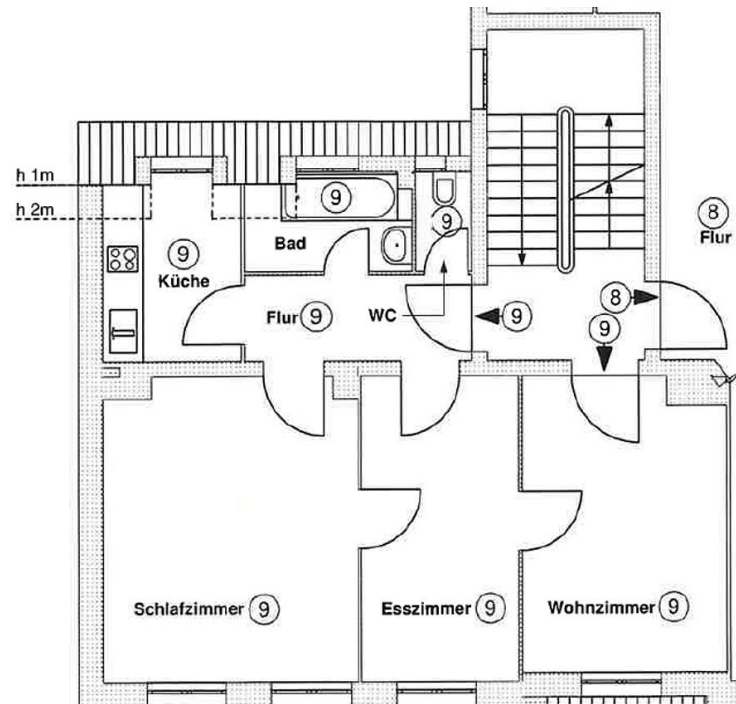 h 1m
h 2m
9
Bad
9
9
Küche
8
Flur
Flur 9
WC
9
8
9
Schlafzimmer 9
Esszimmer 9
Wohnzimmer 9